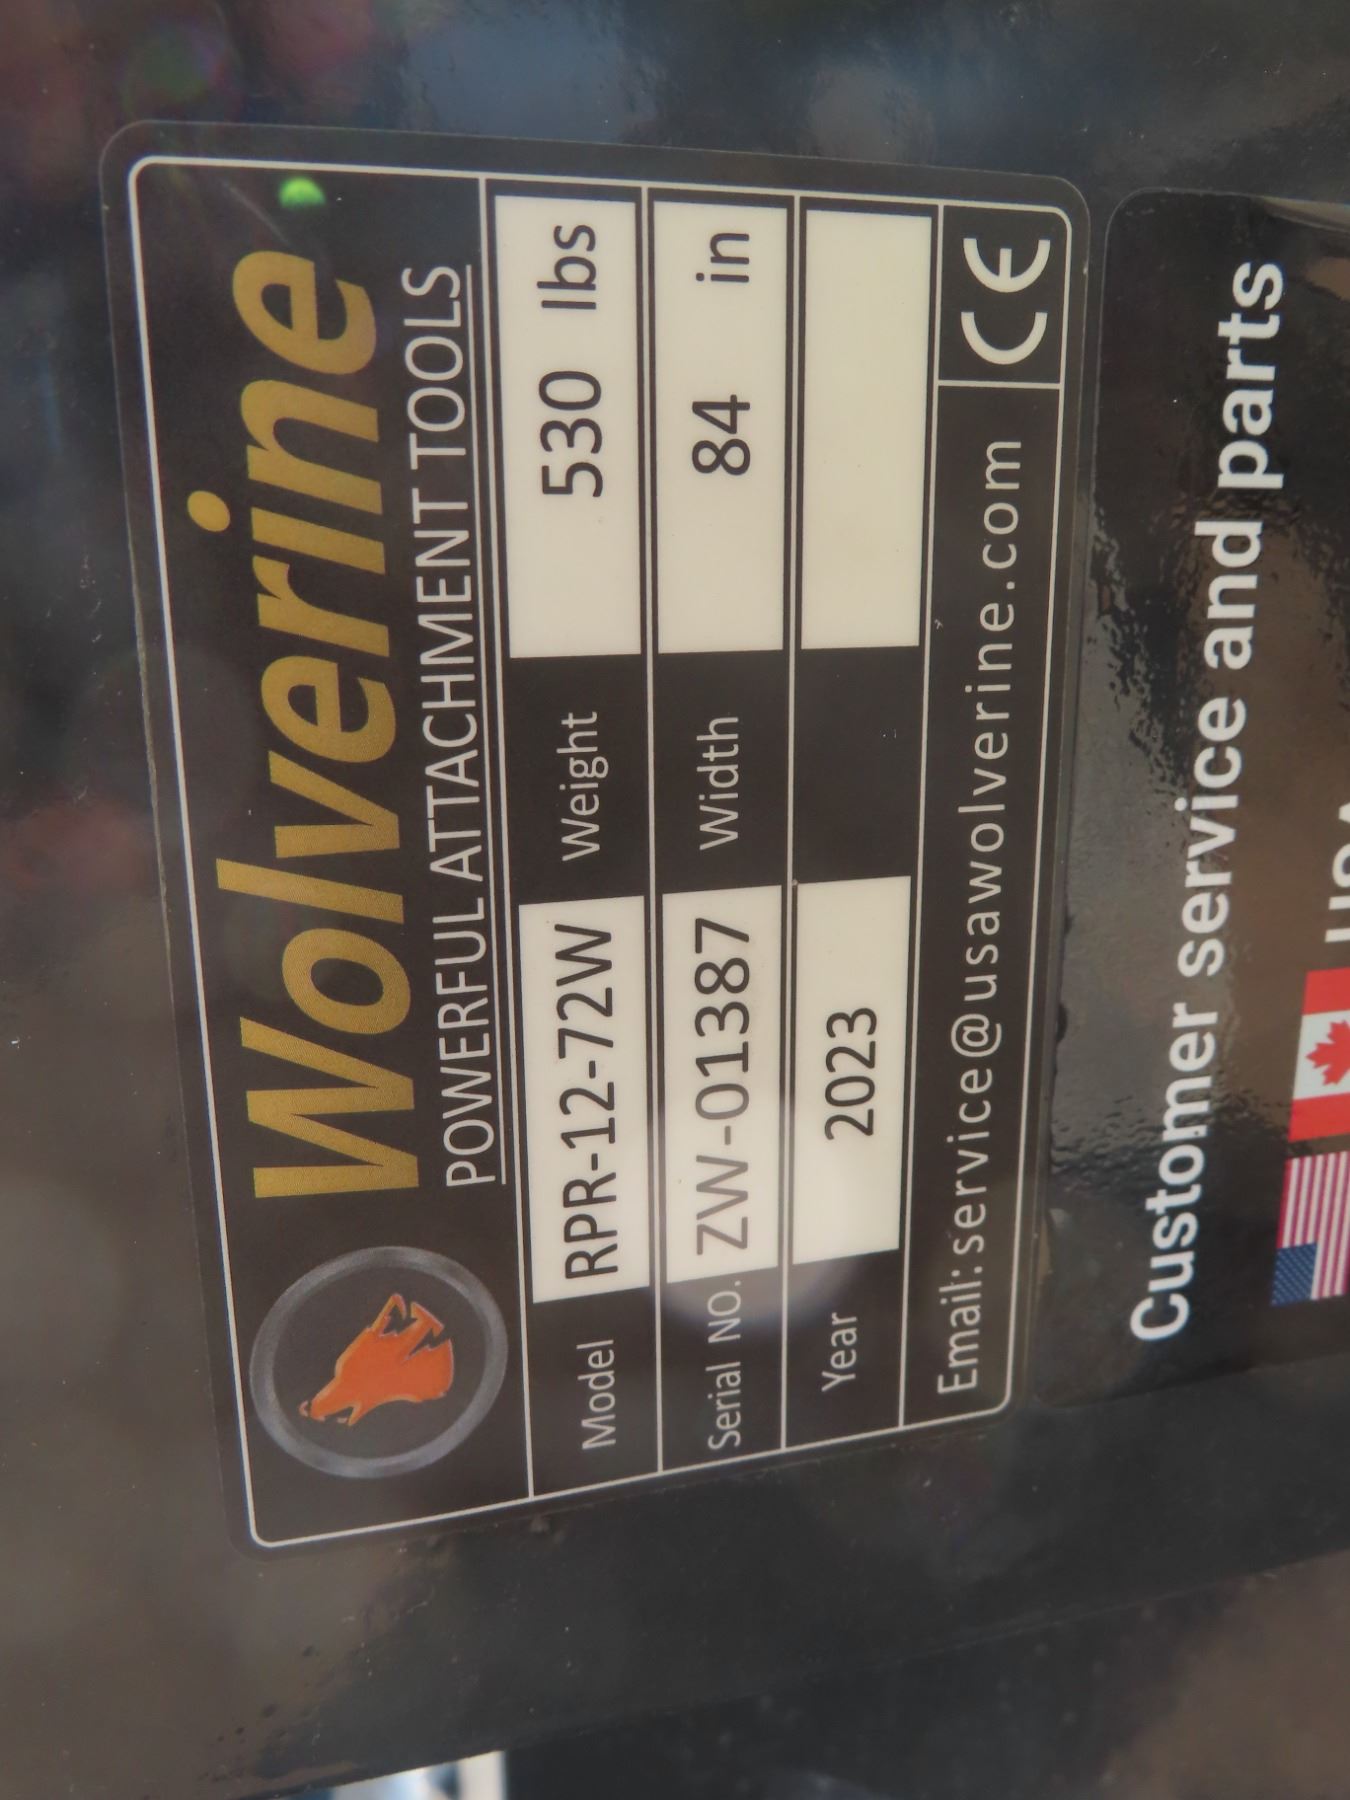 Wolverine
POWERFUL ATTACHMENT TOOLS
Model RPR-12-72W Weight 530 lbs
Serial NO. ZW-01387 Width 84 in
Year 2023
Email:service@usawolverine.com CE
Customer service and parts